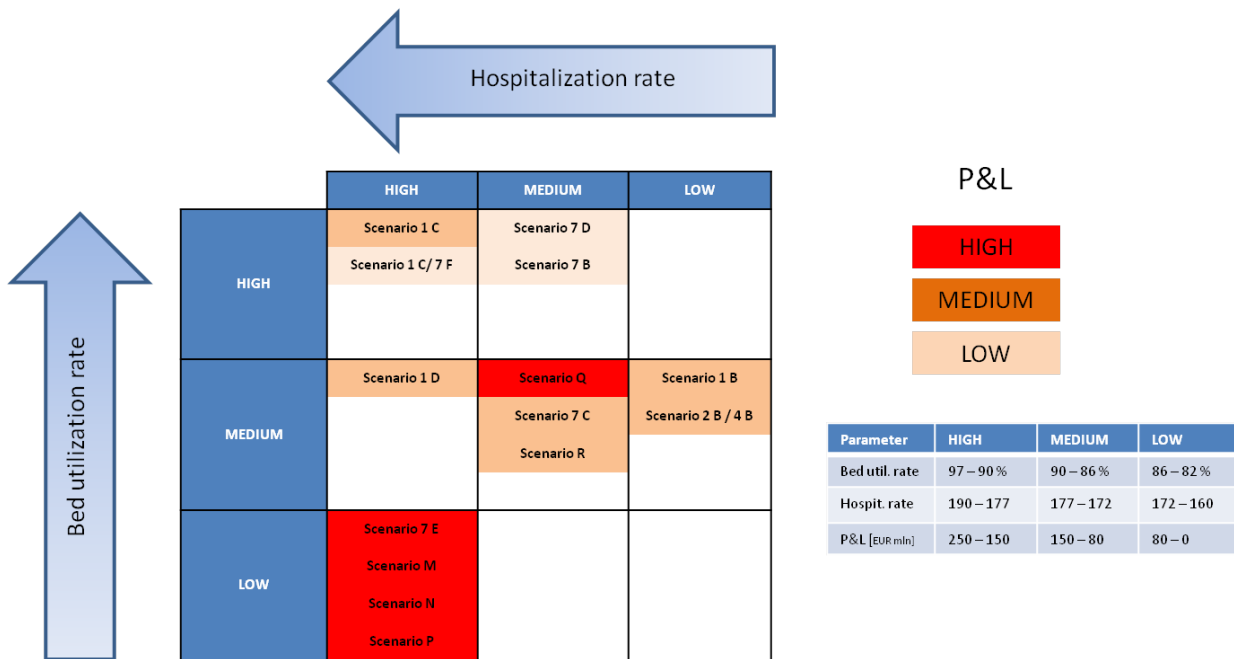 Hospitalization rate
P&L
HIGH MEDIUM LOW
Scenario 1 C Scenario 7 D
HIGH
Scenario 1 C/ 7 F Scenario 7 B
HIGH
MEDIUM
LOW
Bed utilization rate
Scenario 1 D Scenario Q Scenario 1 B
Scenario 7 C Scenario 2 B / 4 B
MEDIUM
Scenario R
Parameter HIGH MEDIUM LOW
Bed util. rate 97 – 90 % 90 – 86 % 86 – 82 %
Hospit. rate 190 – 177 177 – 172 172 – 160
P&L [EUR mln] 250 – 150 150 – 80 80 – 0
Scenario 7 E
Scenario M
LOW
Scenario N
Scenario P